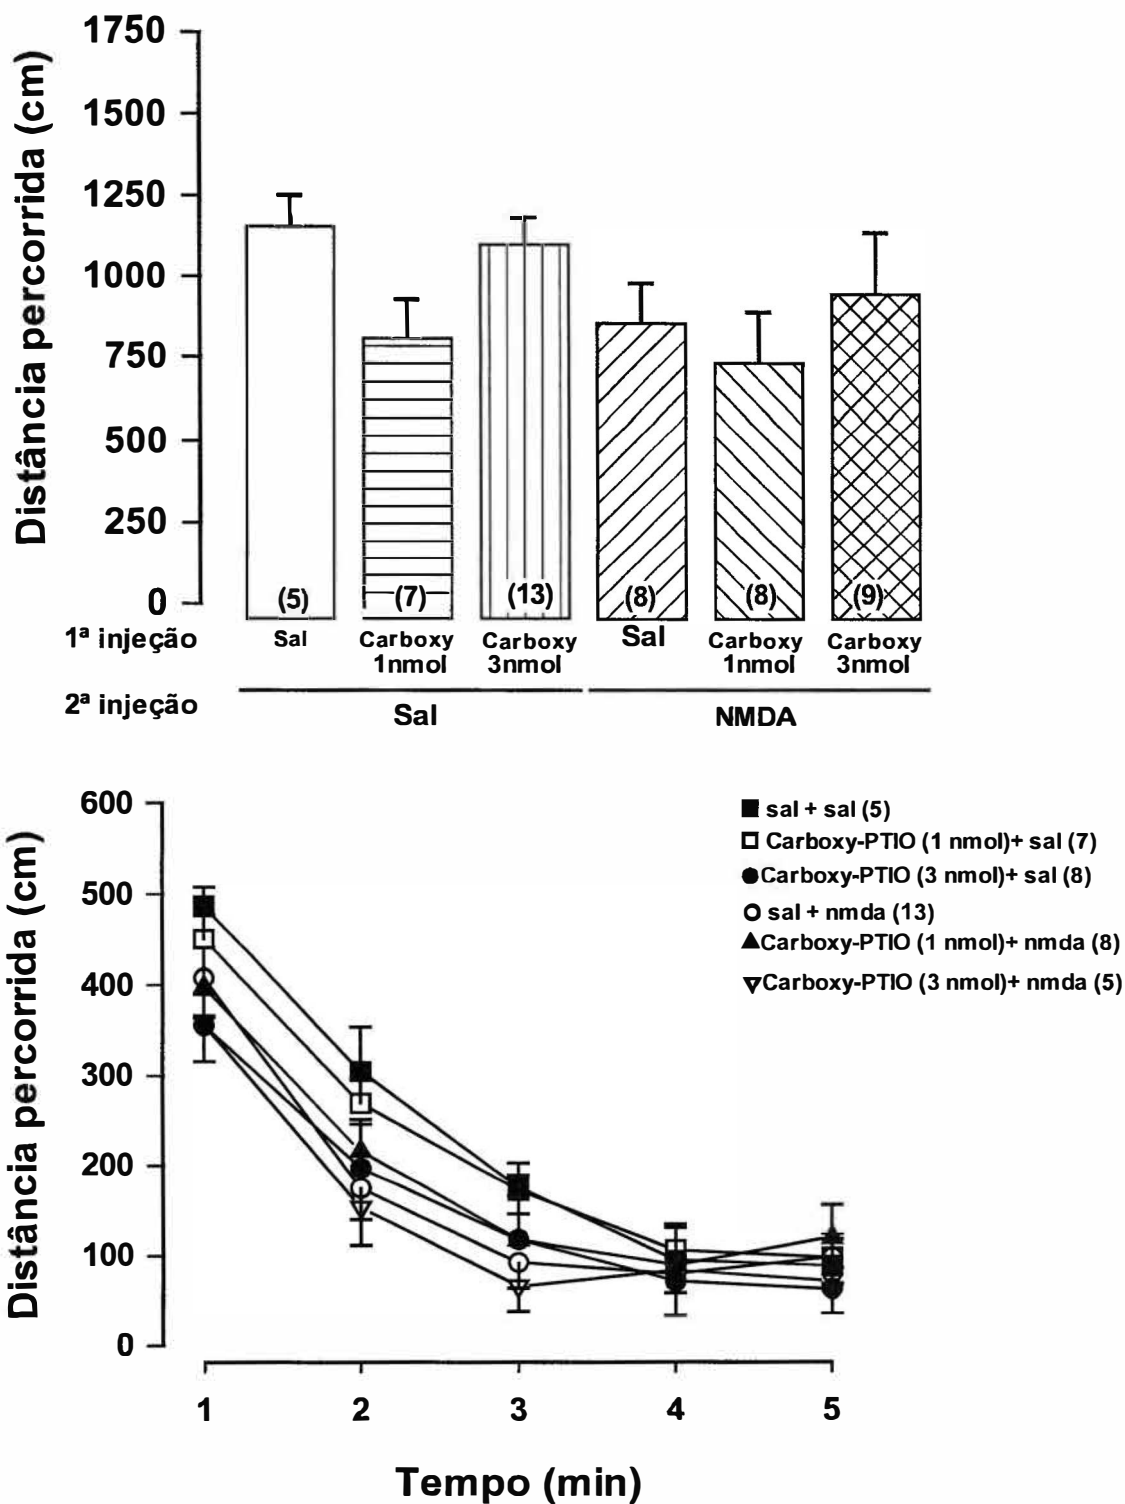 Distância percorrida (cm)
1750
1500
1250
1000
750
500
250
0
(5) (7) (13) (8) (8) (9)
1ª injeção Sal Carboxy 1nmol Carboxy 3nmol Sal Carboxy 1nmol Carboxy 3nmol
2ª injeção Sal NMDA
Distância percorrida (cm)
600
500
400
300
200
100
0
sal + sal (5)
Carboxy-PTIO (1 nmol)+ sal (7)
Carboxy-PTIO (3 nmol)+ sal (8)
sal + nmda (13)
Carboxy-PTIO (1 nmol)+ nmda (8)
Carboxy-PTIO (3 nmol)+ nmda (5)
1 2 3 4 5
Tempo (min)